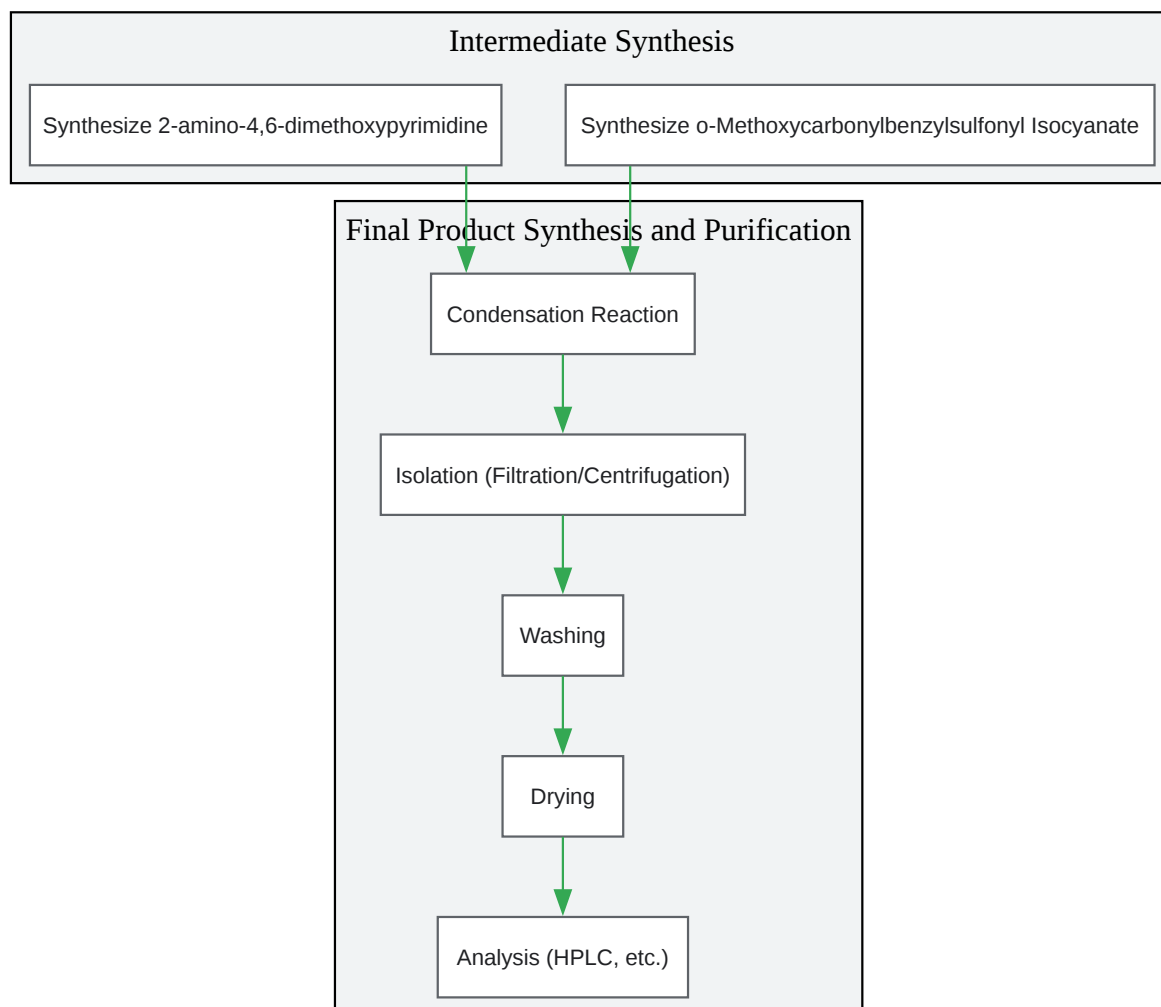 Intermediate Synthesis
Synthesize 2-amino-4,6-dimethoxypyrimidine
Synthesize o-Methoxycarbonylbenzylsulfonyl Isocyanate
Final Product Synthesis and Purification
Condensation Reaction
Isolation (Filtration/Centrifugation)
Washing
Drying
Analysis (HPLC, etc.)